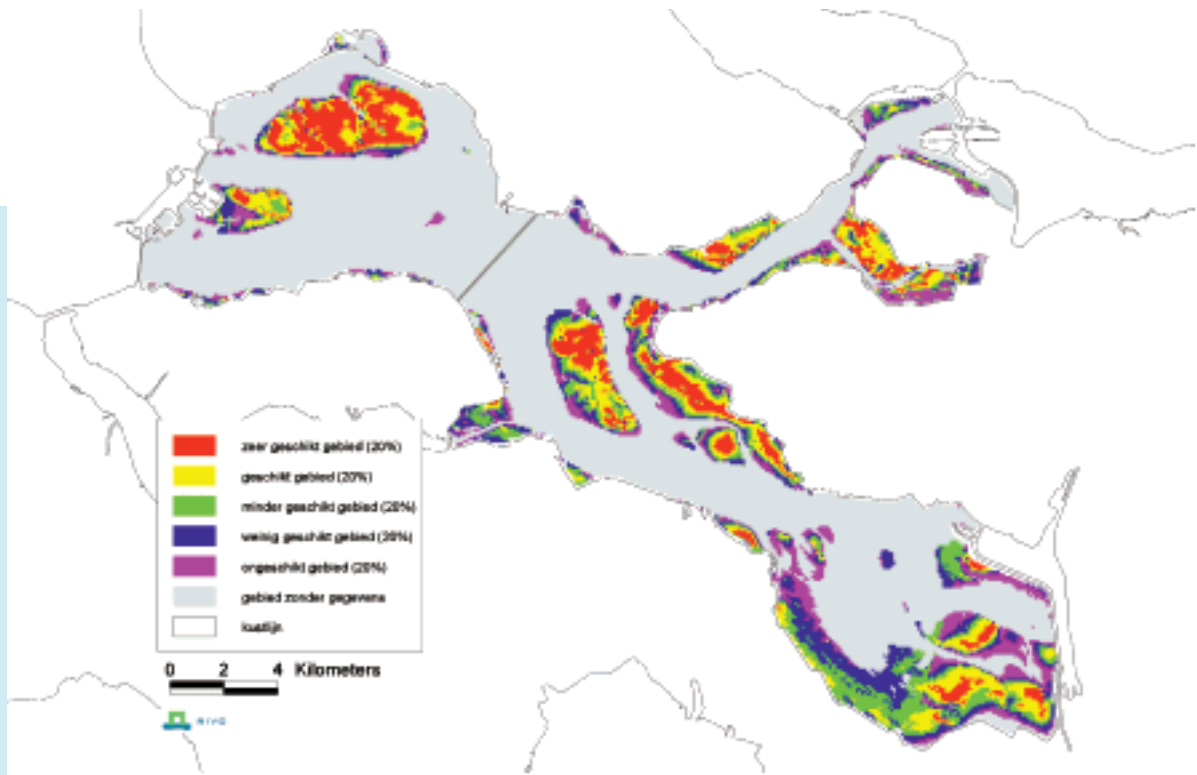 zeer geschikt gebied (20%)
geschikt gebied (20%)
minder geschikt gebied (20%)
weinig geschikt gebied (20%)
ongeschikt gebied (20%)
gebied zonder gegevens
kustlijn
0 2 4 Kilometers
RIVO